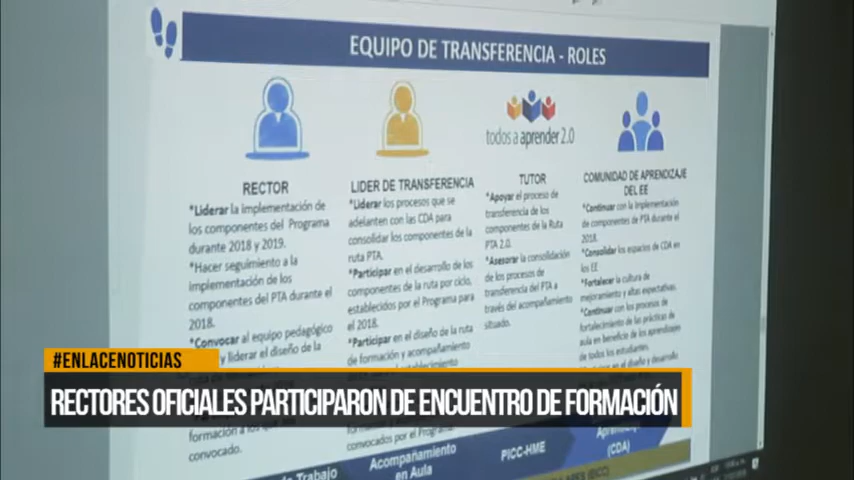 EQUIPO DE TRANSFERENCIA - ROLES
todos a aprender 2.0
RECTOR
*Liderar la implementación de
los componentes del Programa
durante 2018 y 2019.
*Hacer seguimiento a la
implementación de los
componentes del PTA durante el
2018.
*Convocar al equipo pedagógico
y liderar el diseño de la
formación a los que
convocado.
LIDER DE TRANSFERENCIA
*Liderar los procesos que se
adelanten con las CDA para
consolidar los componentes de la
ruta PTA.
*Participar en el desarrollo de los
componentes de la ruta por ciclo,
establecidos por el Programa para
el 2018.
*Participar en el diseño de la ruta
de formación y acompañamiento
convocados por el Programa
TUTOR
*Apoyar el proceso de
transferencia de los
componentes de la Ruta
PTA 2.0.
*Asesorar la consolidación
de los procesos de
transferencia del PTA a
través del acompañamiento
situado.
COMUNIDAD DE APRENDIZAJE
DEL EE
*Continuar con la implementación
de componentes de PTA durante el
2018.
*Consolidar los espacios de CDA en
los EE
*Fortalecer la cultura de
mejoramiento y altas expectativas.
*Continuar con los procesos de
fortalecimiento de las prácticas de
aula en beneficio de los aprendizajes
de todos los estudiantes.
en el diseño y desarrollo
de Trabajo
Acompañamiento
en Aula
PICC-HME
(CDA)
#ENLACENOTICIAS
RECTORES OFICIALES PARTICIPARON DE ENCUENTRO DE FORMACIÓN